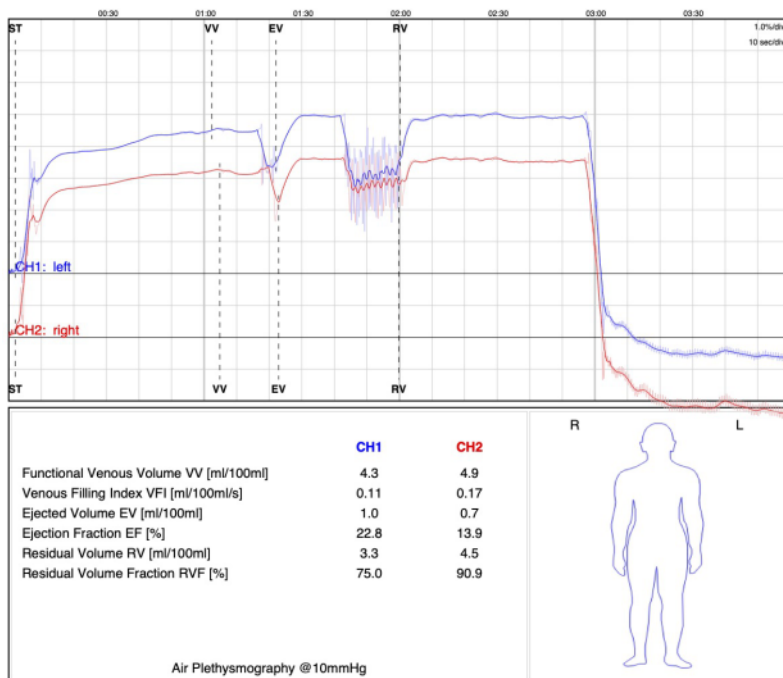 00:30 01:00 01:30 02:00 02:30 03:00 03:30
ST VV EV RV 1.0%/div
10 sec/div
CH1: left
CH2: right
ST VV EV RV
CH1 CH2
Functional Venous Volume VV [ml/100ml] 4.3 4.9
Venous Filling Index VFI [ml/100ml/s] 0.11 0.17
Ejected Volume EV [ml/100ml] 1.0 0.7
Ejection Fraction EF [%] 22.8 13.9
Residual Volume RV [ml/100ml] 3.3 4.5
Residual Volume Fraction RVF [%] 75.0 90.9
Air Plethysmography @10mmHg
R L